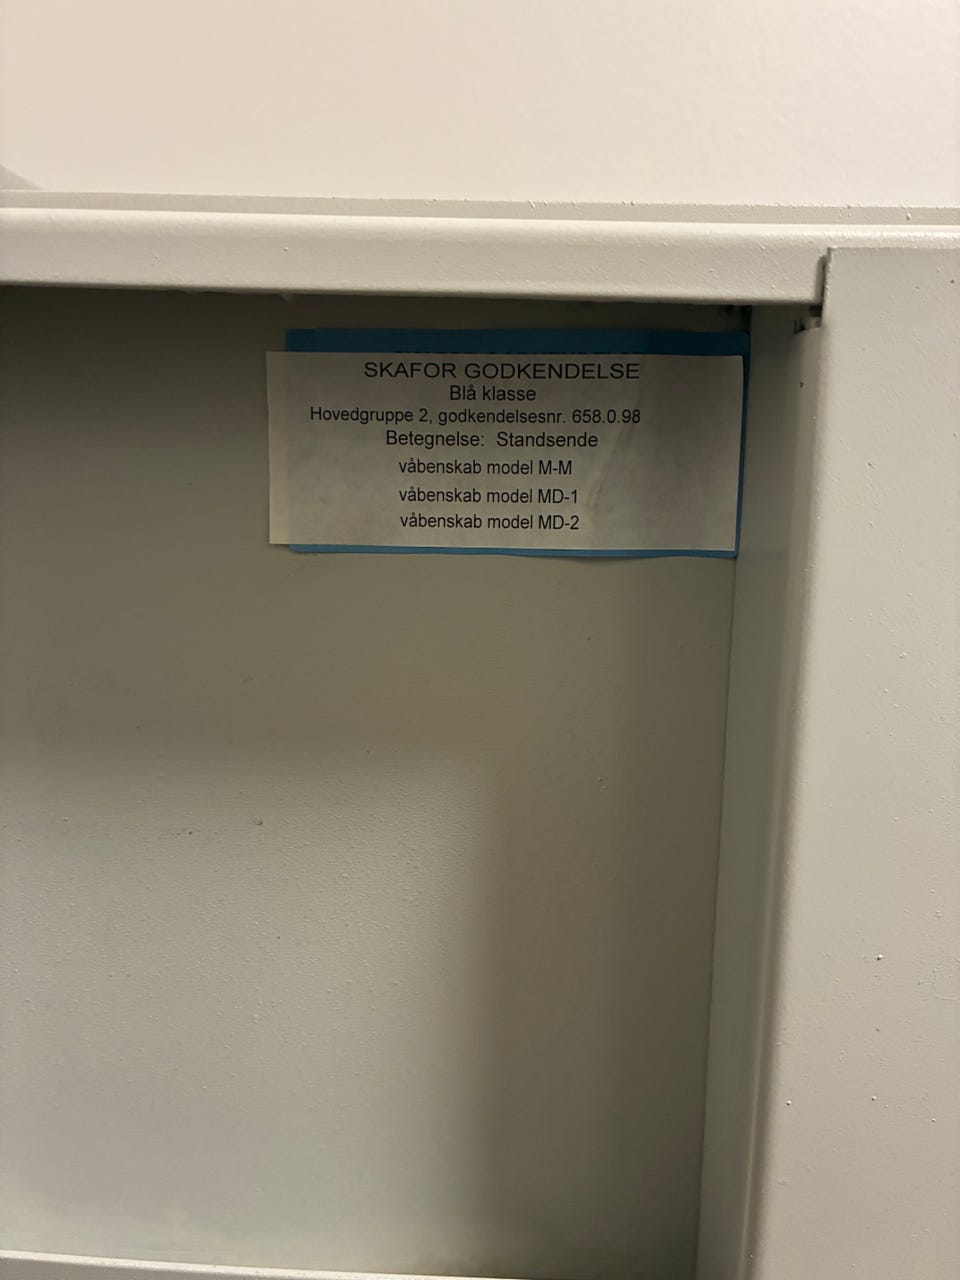 SKAFOR GODKENDELSE
Blå klasse
Hovedgruppe 2, godkendelsesnr. 658.0.98
Betegnelse: Standsende
våbenskab model M-M
våbenskab model MD-1
våbenskab model MD-2